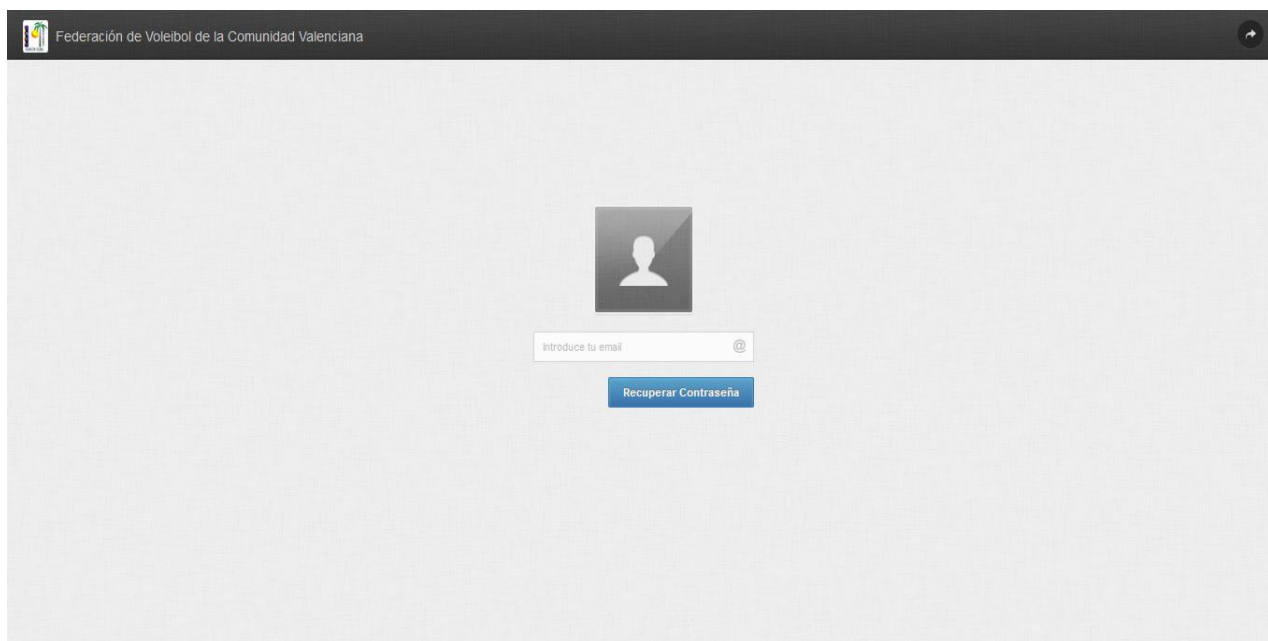 Federación de Voleibol de la Comunidad Valenciana
Introduce tu email
@
Recuperar Contraseña